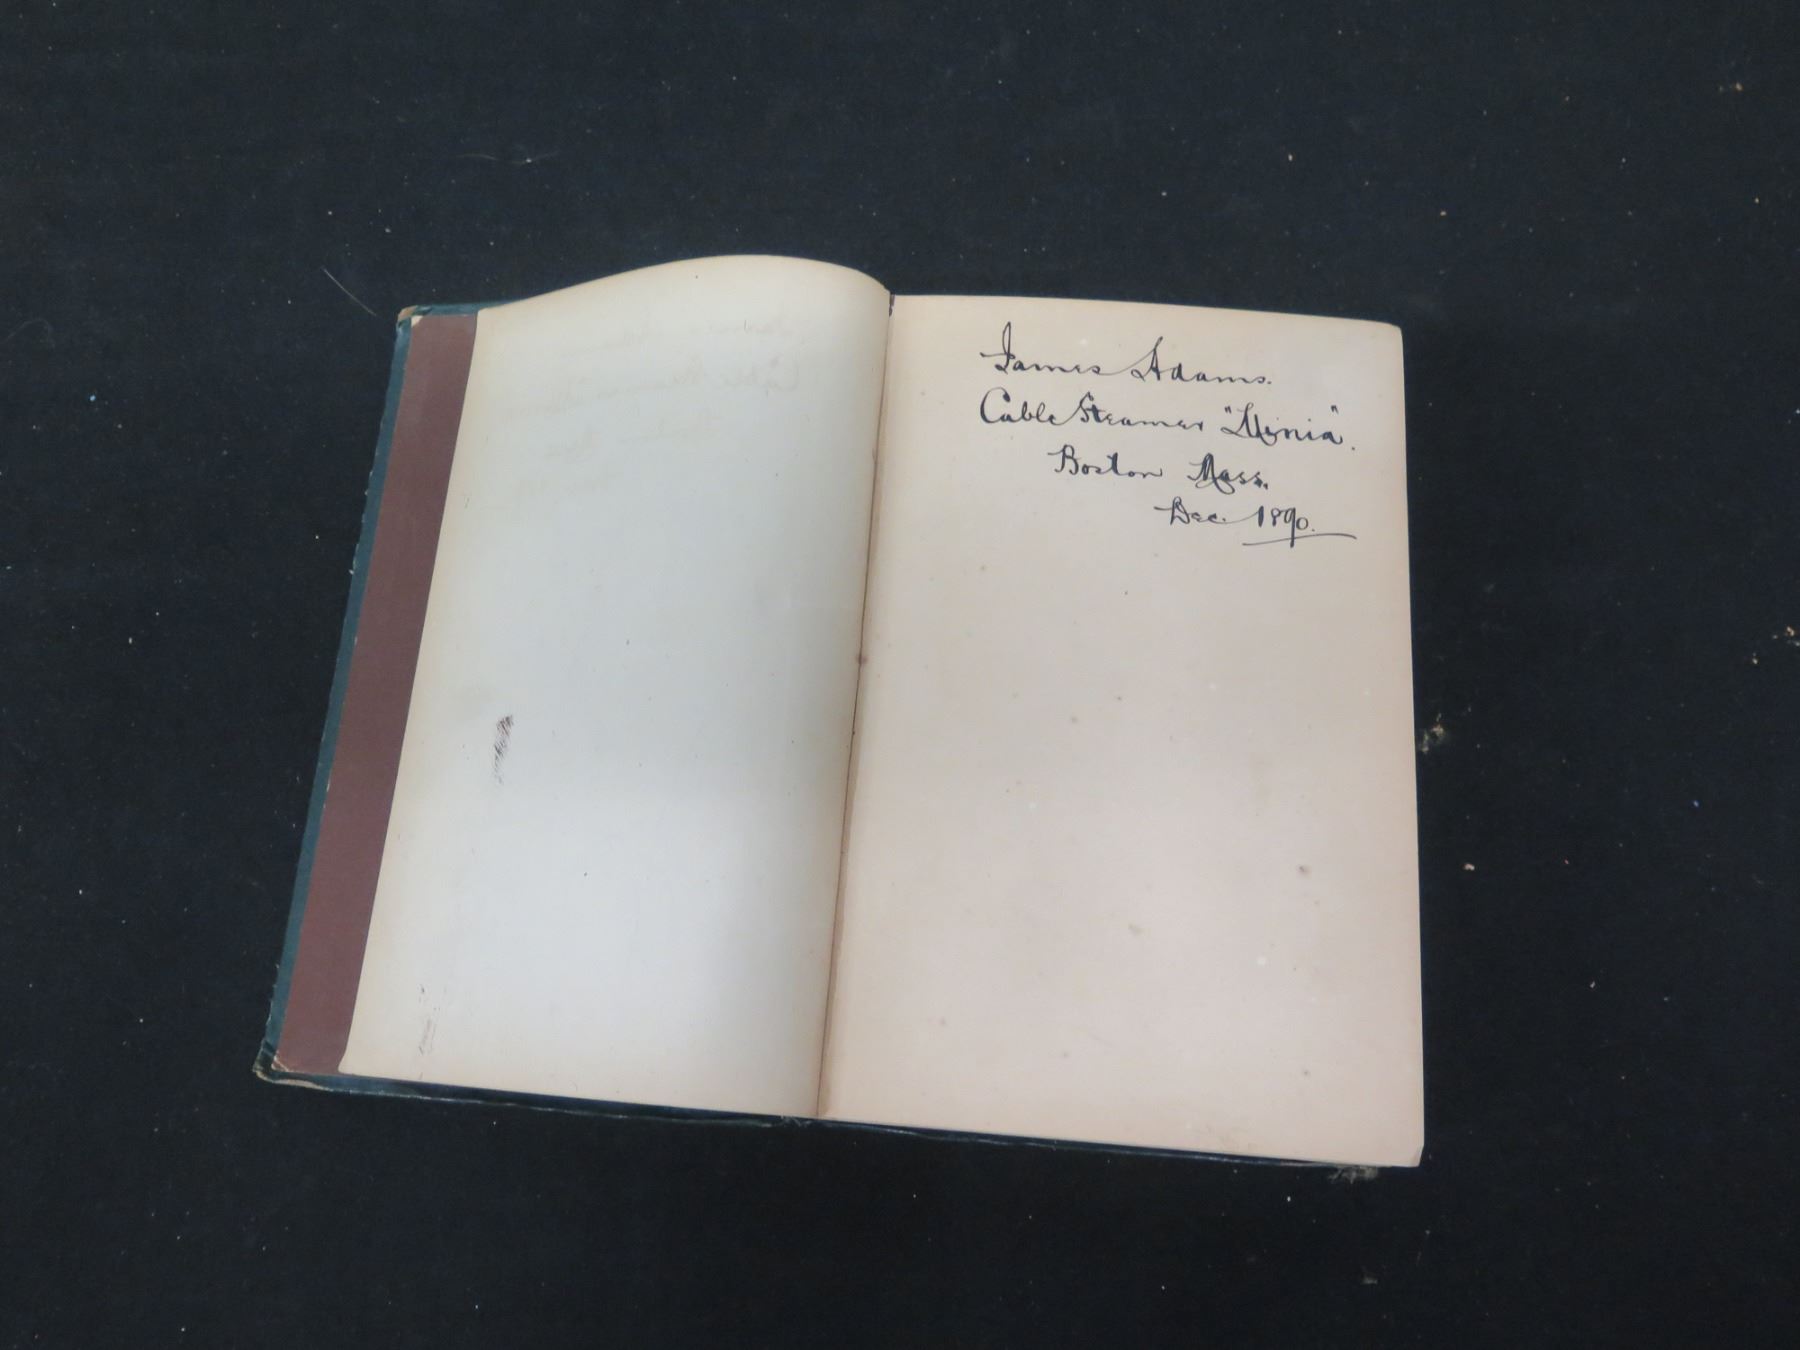 James Adams.
Cable Steamer "Minia".
Boston Mass.
Dec. 1890.